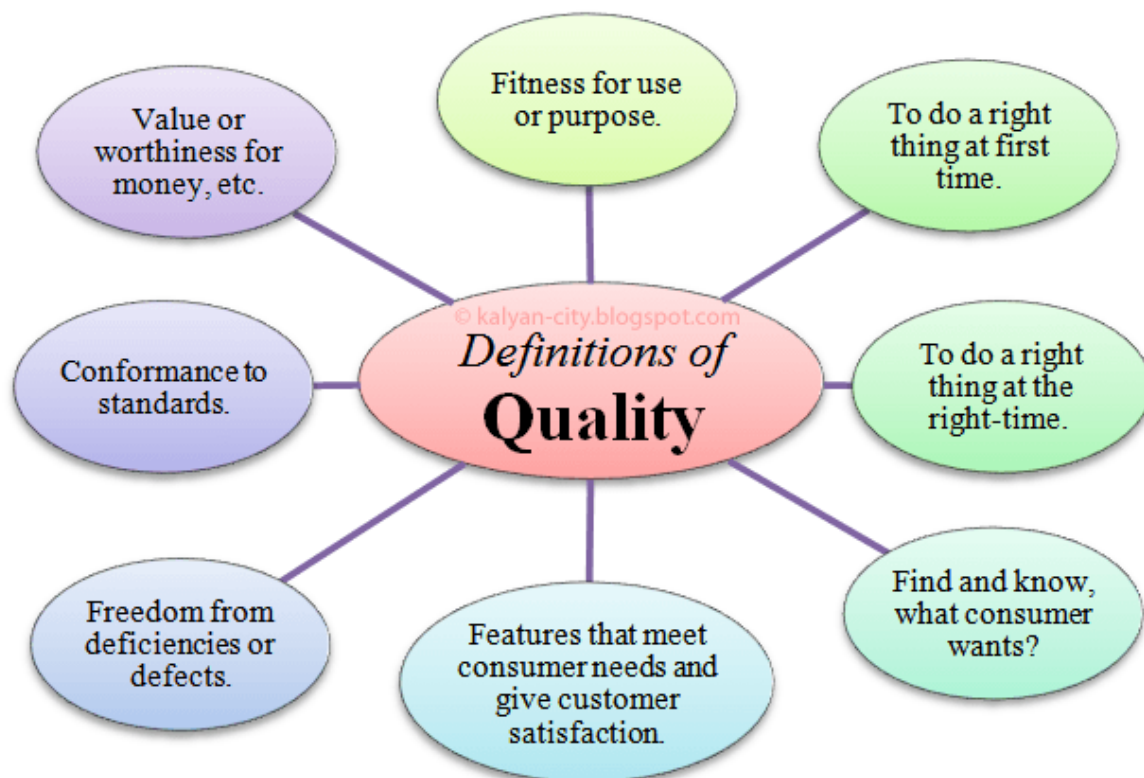 Fitness for use
or purpose.
To do a right
thing at first
time.
To do a right
thing at the
right-time.
Find and know,
what consumer
wants?
Features that meet
consumer needs and
give customer
satisfaction.
Freedom from
deficiencies or
defects.
Conformance to
standards.
Value or
worthiness for
money, etc.
© kalyan-city.blogspot.com
Definitions of
Quality